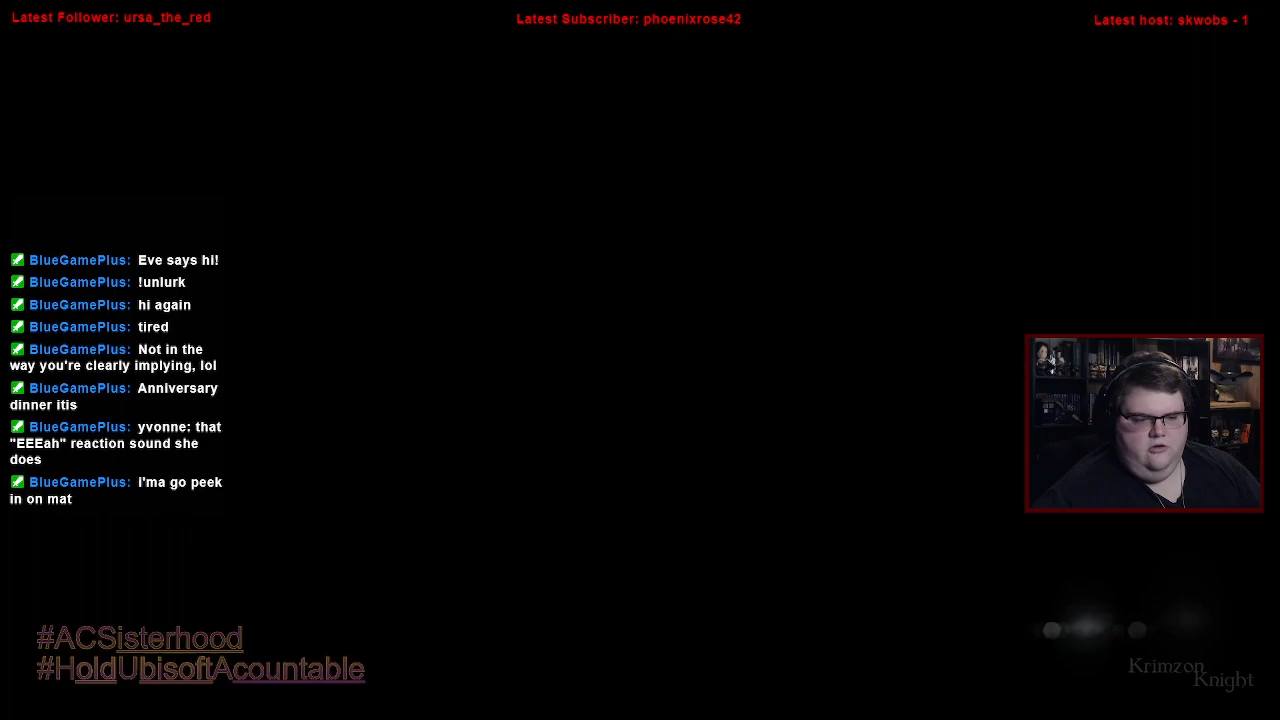 Latest Follower: ursa_the_red
Latest Subscriber: phoenixrose42
Latest host: skwobs - 1
BlueGamePlus: Eve says hi!
BlueGamePlus: !unlurk
BlueGamePlus: hi again
BlueGamePlus: tired
BlueGamePlus: Not in the
way you're clearly implying, lol
BlueGamePlus: Anniversary
dinner itis
BlueGamePlus: yvonne: that
"EEEah" reaction sound she
does
BlueGamePlus: I'ma go peek
in on mat
#ACSisterhood
#HoldUbisoftAcountable
Krimzon
Knight